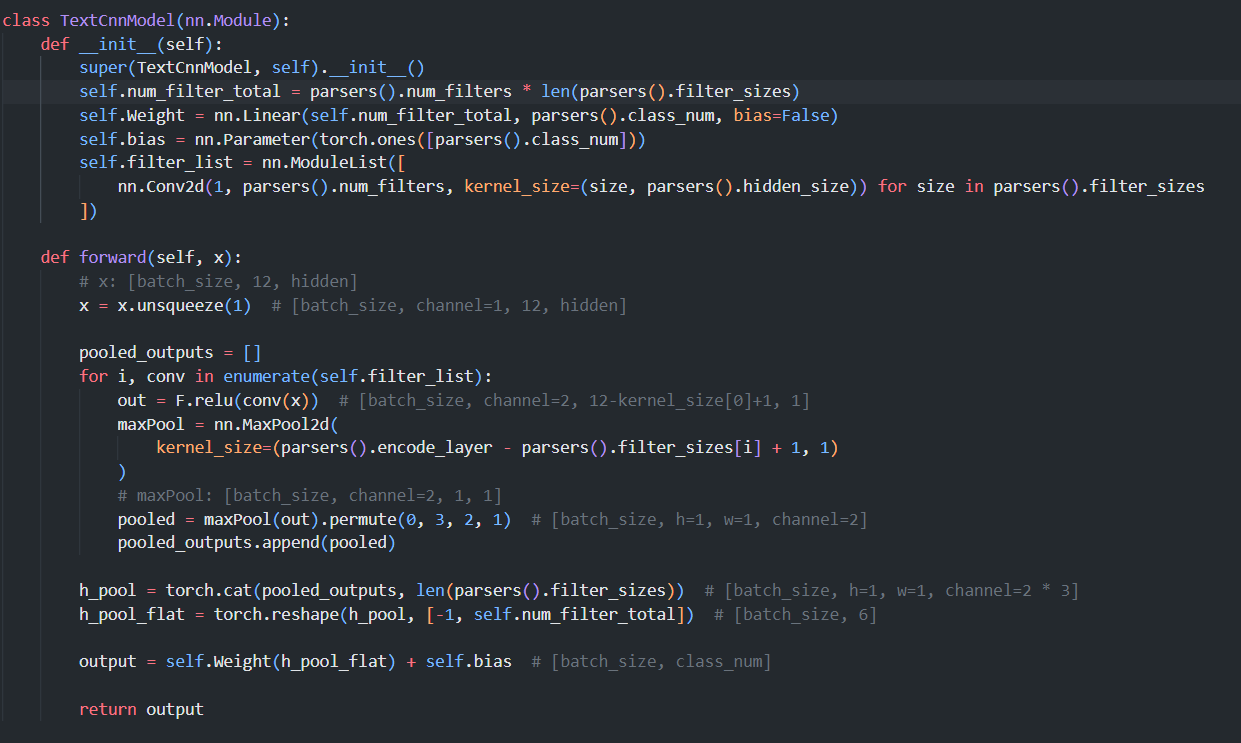 class TextCnnModel(nn.Module):
    def __init__(self):
        super(TextCnnModel, self).__init__()
        self.num_filter_total = parsers().num_filters * len(parsers().filter_sizes)
        self.Weight = nn.Linear(self.num_filter_total, parsers().class_num, bias=False)
        self.bias = nn.Parameter(torch.ones([parsers().class_num]))
        self.filter_list = nn.ModuleList([
            nn.Conv2d(1, parsers().num_filters, kernel_size=(size, parsers().hidden_size)) for size in parsers().filter_sizes
        ])

    def forward(self, x):
        # x: [batch_size, 12, hidden]
        x = x.unsqueeze(1)  # [batch_size, channel=1, 12, hidden]

        pooled_outputs = []
        for i, conv in enumerate(self.filter_list):
            out = F.relu(conv(x))  # [batch_size, channel=2, 12-kernel_size[0]+1, 1]
            maxPool = nn.MaxPool2d(
                kernel_size=(parsers().encode_layer - parsers().filter_sizes[i] + 1, 1)
            )
            # maxPool: [batch_size, channel=2, 1, 1]
            pooled = maxPool(out).permute(0, 3, 2, 1)  # [batch_size, h=1, w=1, channel=2]
            pooled_outputs.append(pooled)

        h_pool = torch.cat(pooled_outputs, len(parsers().filter_sizes))  # [batch_size, h=1, w=1, channel=2 * 3]
        h_pool_flat = torch.reshape(h_pool, [-1, self.num_filter_total])  # [batch_size, 6]

        output = self.Weight(h_pool_flat) + self.bias  # [batch_size, class_num]

        return output